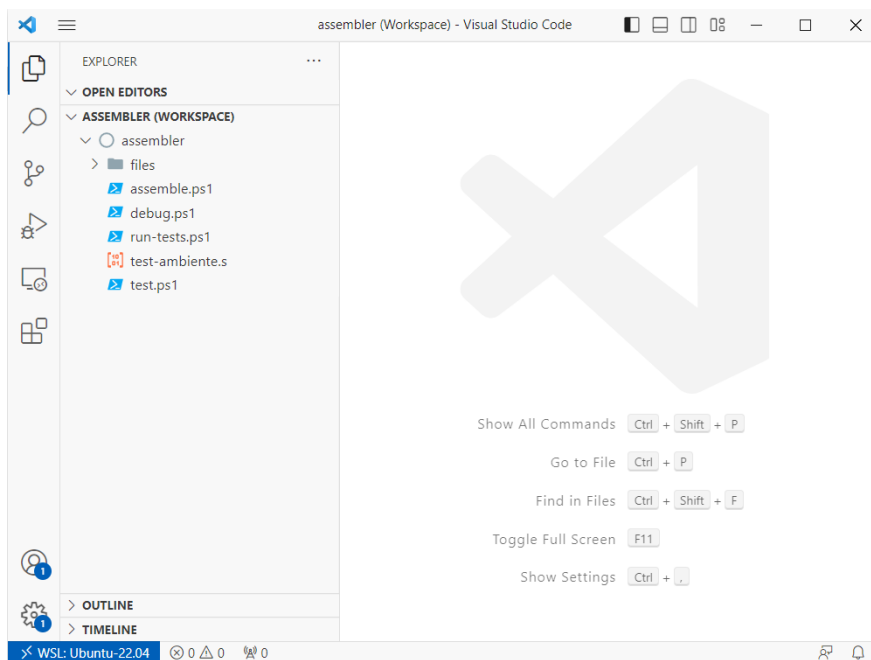 assembler (Workspace) - Visual Studio Code
EXPLORER
OPEN EDITORS
ASSEMBLER (WORKSPACE)
assembler
files
assemble.ps1
debug.ps1
run-tests.ps1
test-ambiente.s
test.ps1
Show All Commands Ctrl + Shift + P
Go to File Ctrl + P
Find in Files Ctrl + Shift + F
Toggle Full Screen F11
Show Settings Ctrl + ,
1
1
OUTLINE
TIMELINE
WSL: Ubuntu-22.04 0 0 0